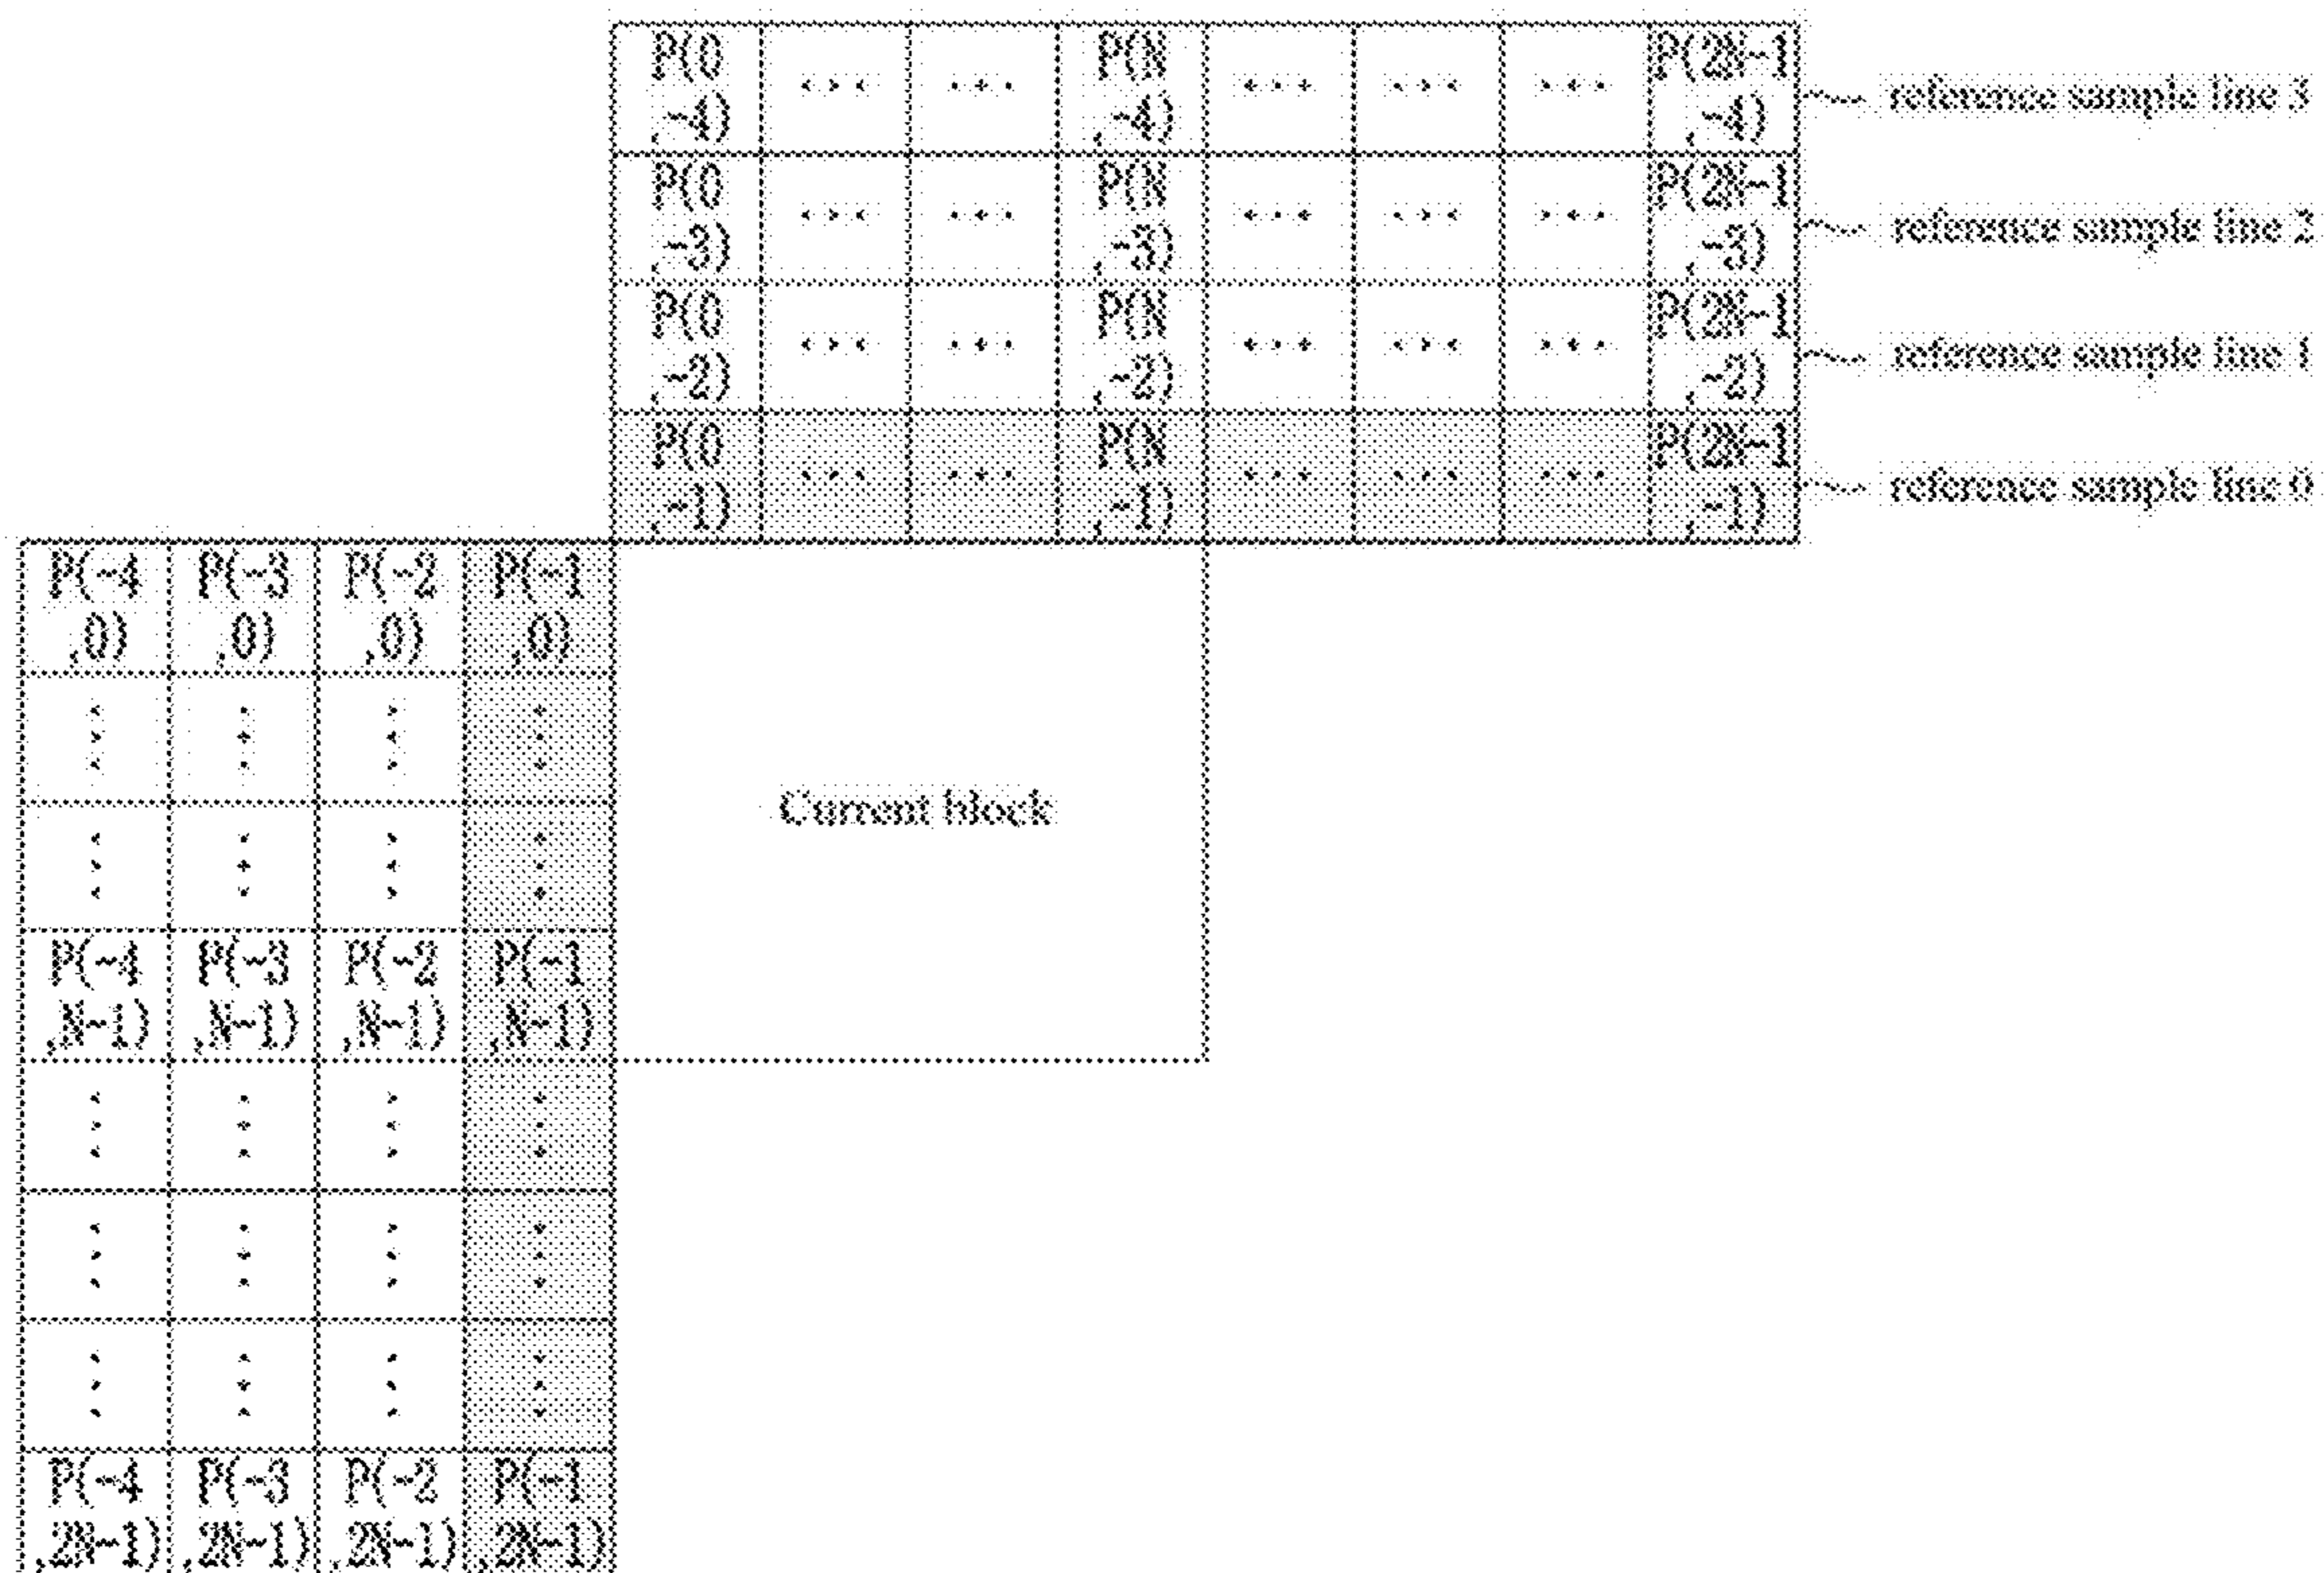 P(0 ... ... P(N ... ... ... P(2N-1
,-4) ,-4) ,-4)
reference sample line 3
P(0 ... ... P(N ... ... ... P(2N-1
,-3) ,-3) ,-3)
reference sample line 2
P(0 ... ... P(N ... ... ... P(2N-1
,-2) ,-2) ,-2)
reference sample line 1
P(0 ... ... P(N ... ... ... P(2N-1
,-1) ,-1) ,-1)
reference sample line 0
P(-4 P(-3 P(-2 P(-1
,0) ,0) ,0) ,0)
Current block
P(-4 P(-3 P(-2 P(-1
,N-1) ,N-1) ,N-1) ,N-1)
P(-4 P(-3 P(-2 P(-1
,2N-1) ,2N-1) ,2N-1) ,2N-1)